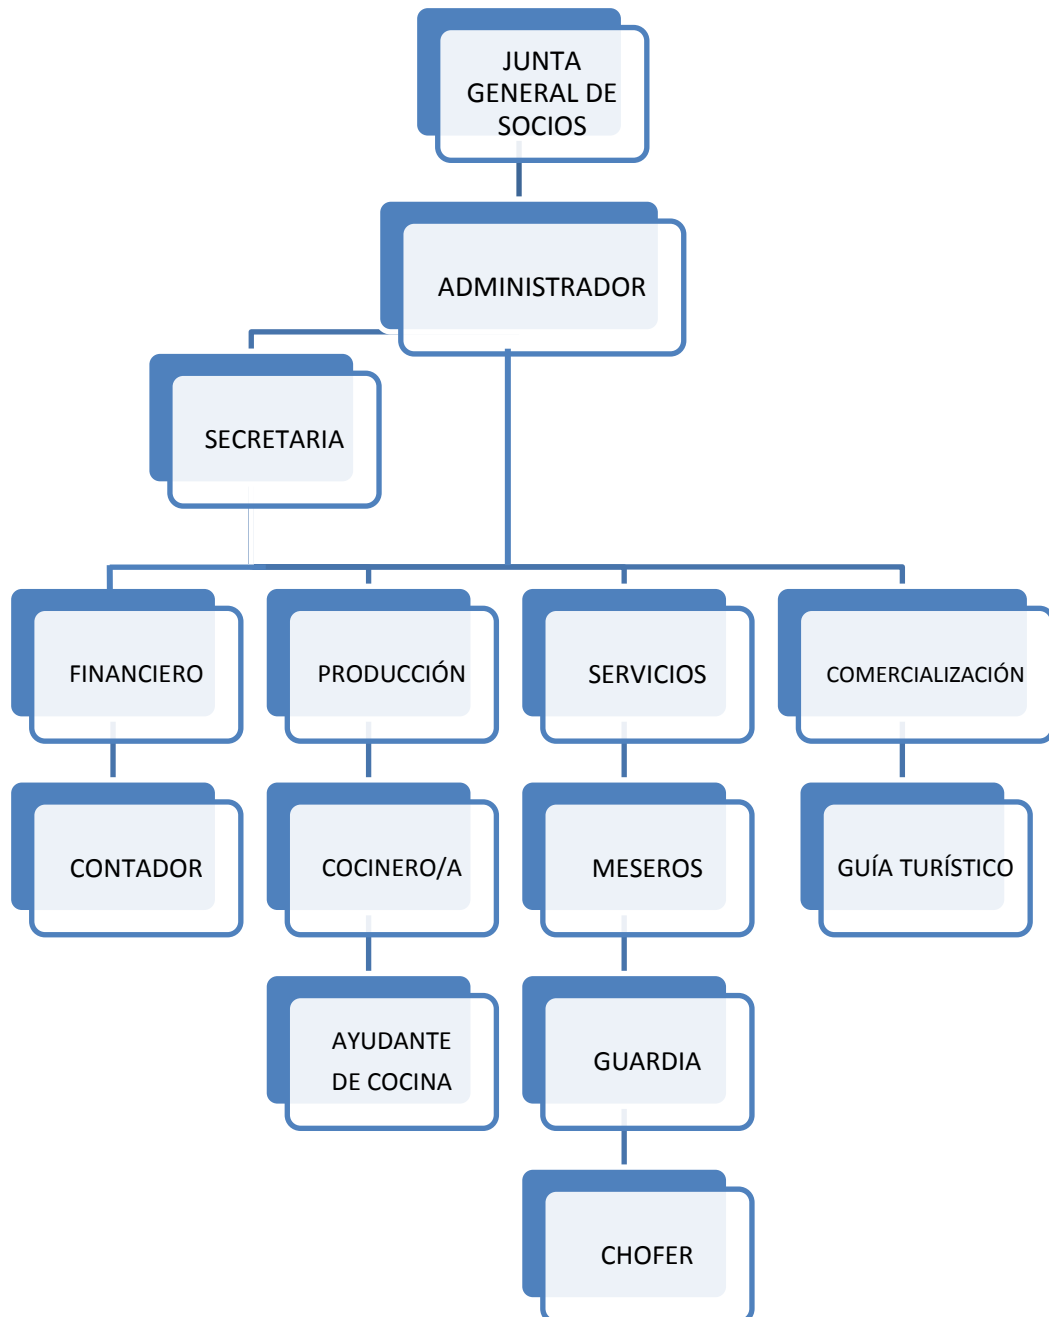 JUNTA
GENERAL DE
SOCIOS
ADMINISTRADOR
SECRETARIA
FINANCIERO
PRODUCCIÓN
SERVICIOS
COMERCIALIZACIÓN
CONTADOR
COCINERO/A
MESEROS
GUÍA TURÍSTICO
AYUDANTE
DE COCINA
GUARDIA
CHOFER